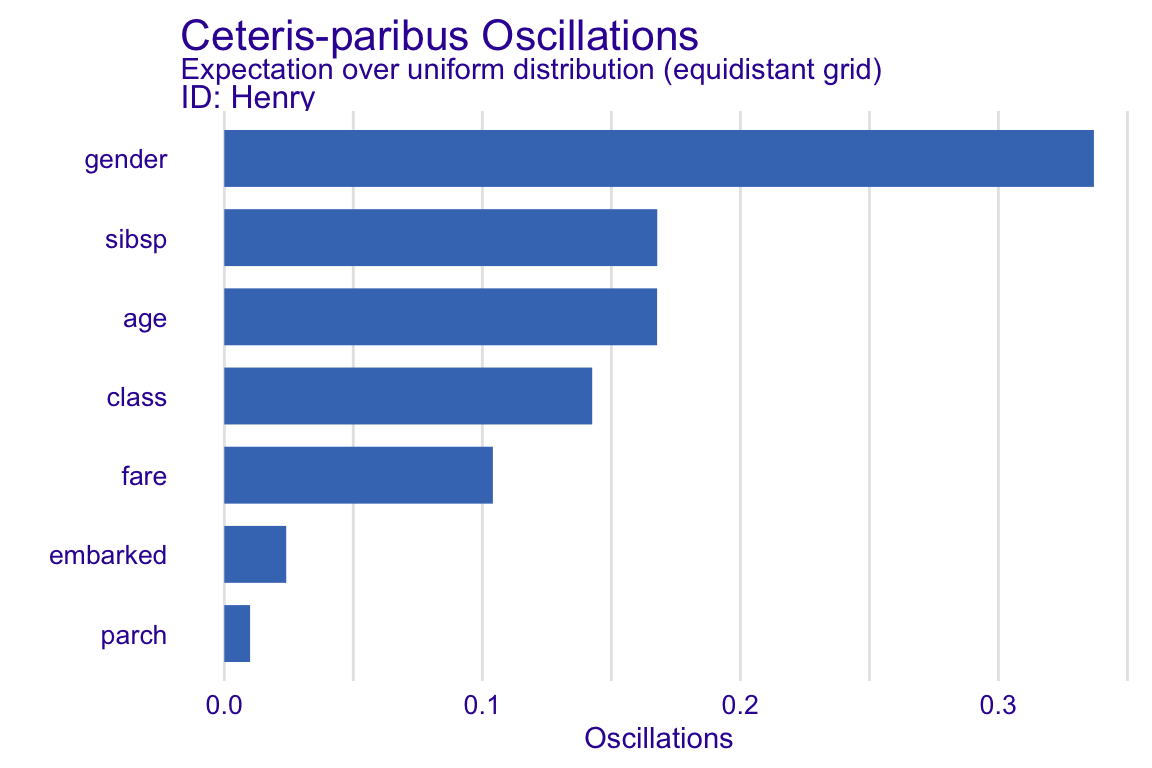 Ceteris-paribus Oscillations
Expectation over uniform distribution (equidistant grid)
ID: Henry
gender
sibsp
age
class
fare
embarked
parch
0.0 0.1 0.2 0.3
Oscillations